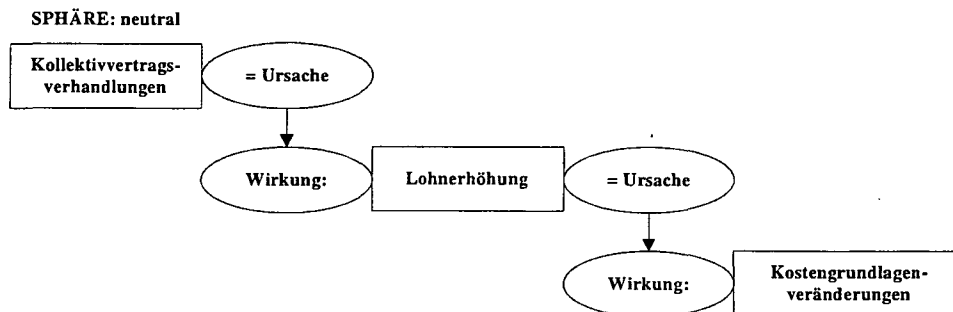 SPHÄRE: neutral
Kollektivvertrags-
verhandlungen
= Ursache
Wirkung:
Lohnerhöhung
= Ursache
Wirkung:
Kostengrundlagen-
veränderungen